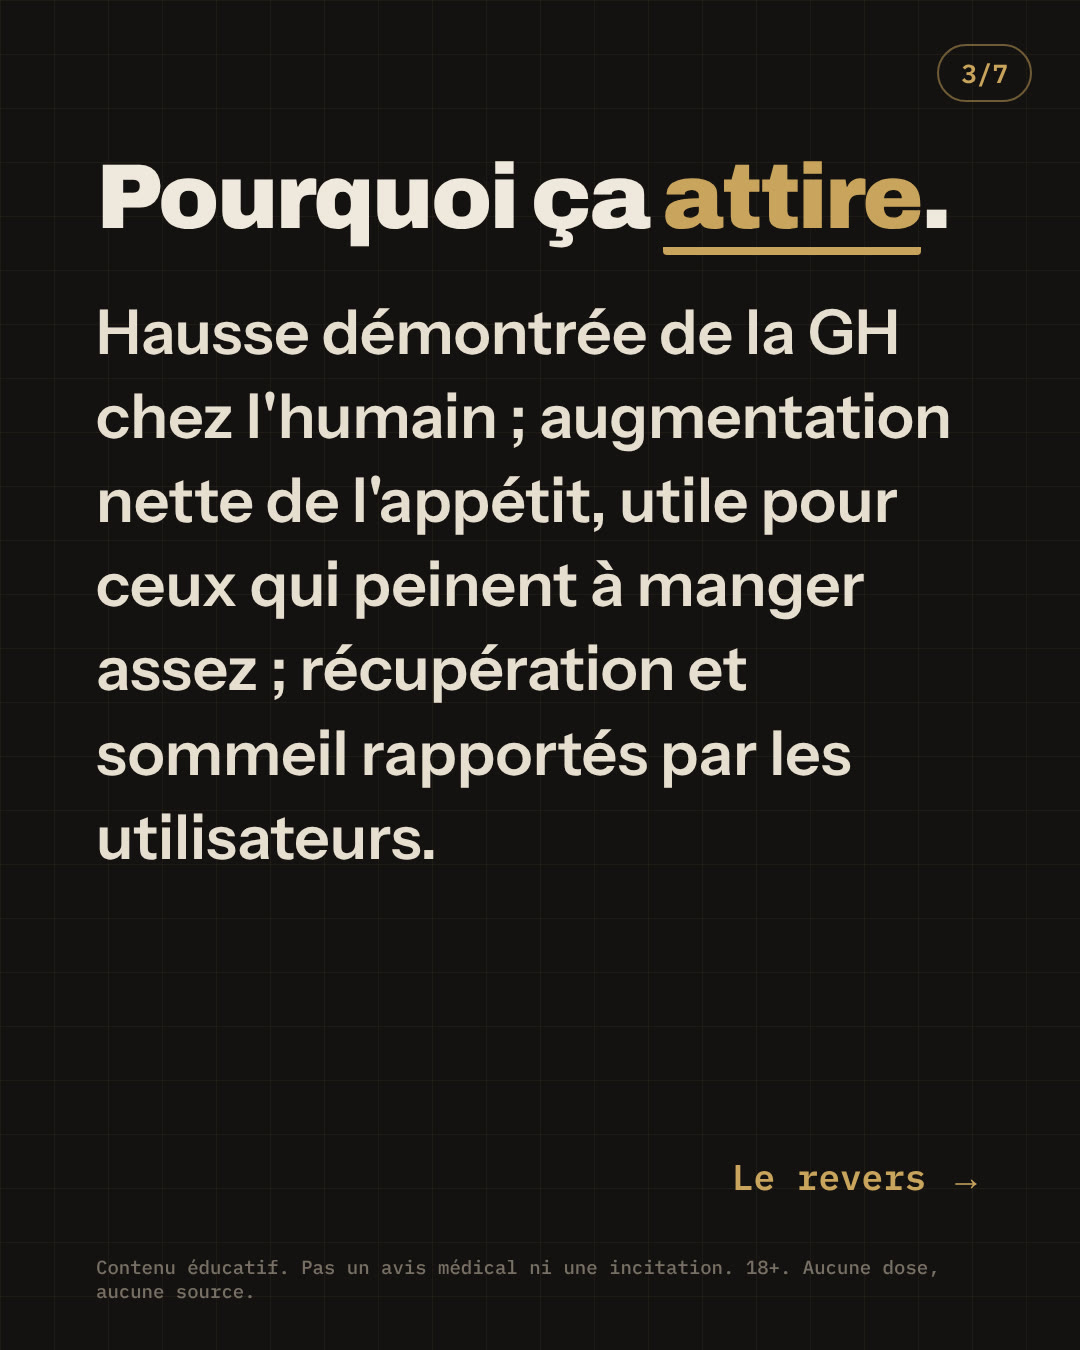 3/7
Pourquoi ça attire.
Hausse démontrée de la GH
chez l'humain ; augmentation
nette de l'appétit, utile pour
ceux qui peinent à manger
assez ; récupération et
sommeil rapportés par les
utilisateurs.
Le revers →
Contenu éducatif. Pas un avis médical ni une incitation. 18+. Aucune dose,
aucune source.